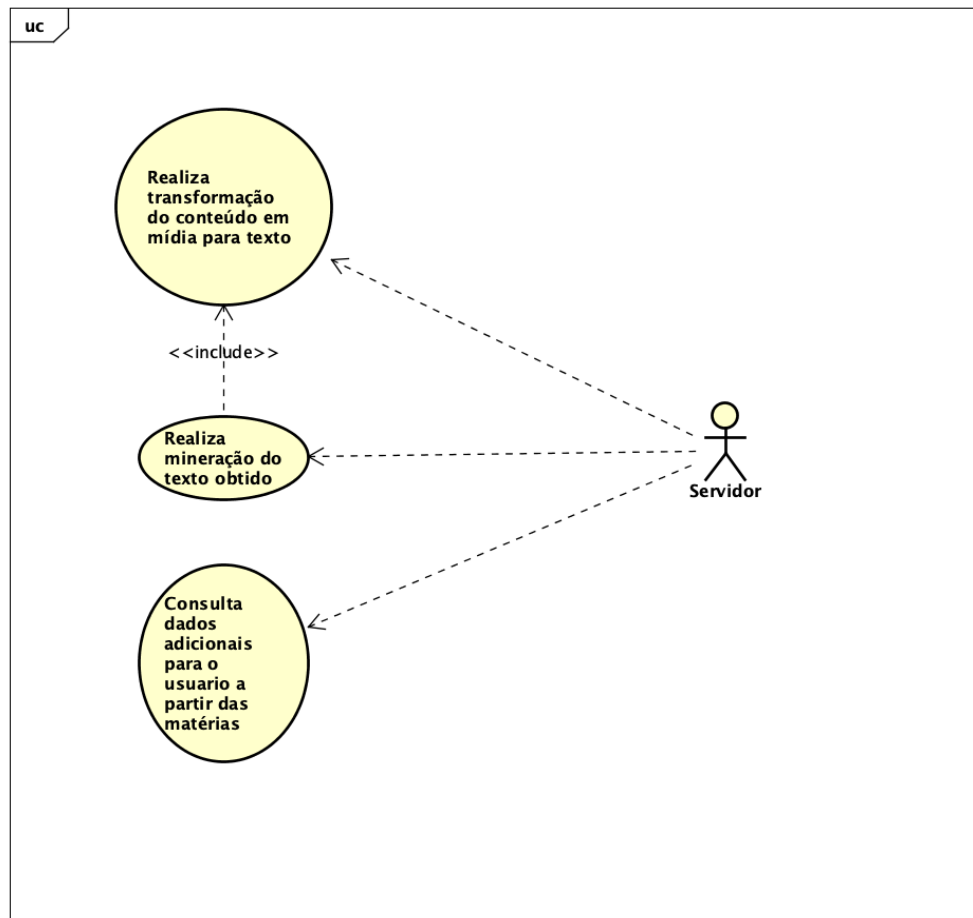 uc
Realiza
transformação
do conteúdo em
mídia para texto
<<include>>
Realiza
mineração do
texto obtido
Servidor
Consulta
dados
adicionais
para o
usuario a
partir das
matérias